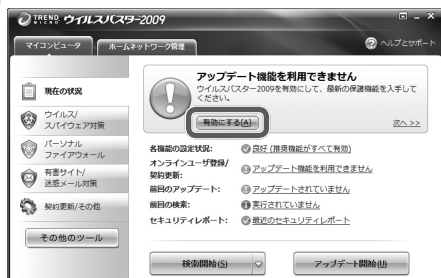 TREND MICRO ウイルスバスター2009
マイコンピュータ
ホームネットワーク管理
ヘルプとサポート
現在の状況
ウイルス/
スパイウェア対策
パーソナル
ファイアウォール
有害サイト/
迷惑メール対策
契約更新/その他
その他のツール
アップデート機能を利用できません
ウイルスバスター2009を有効にして、最新の保護機能を入手して
ください。
有効にする(A)
次へ >>
各機能の設定状況: 良好 (推奨機能がすべて有効)
オンラインユーザ登録/
契約更新: アップデート機能を利用できません
前回のアップデート: アップデートされていません
前回の検索: 実行されていません
セキュリティレポート: 最近のセキュリティレポート
検索開始(S)
アップデート開始(U)